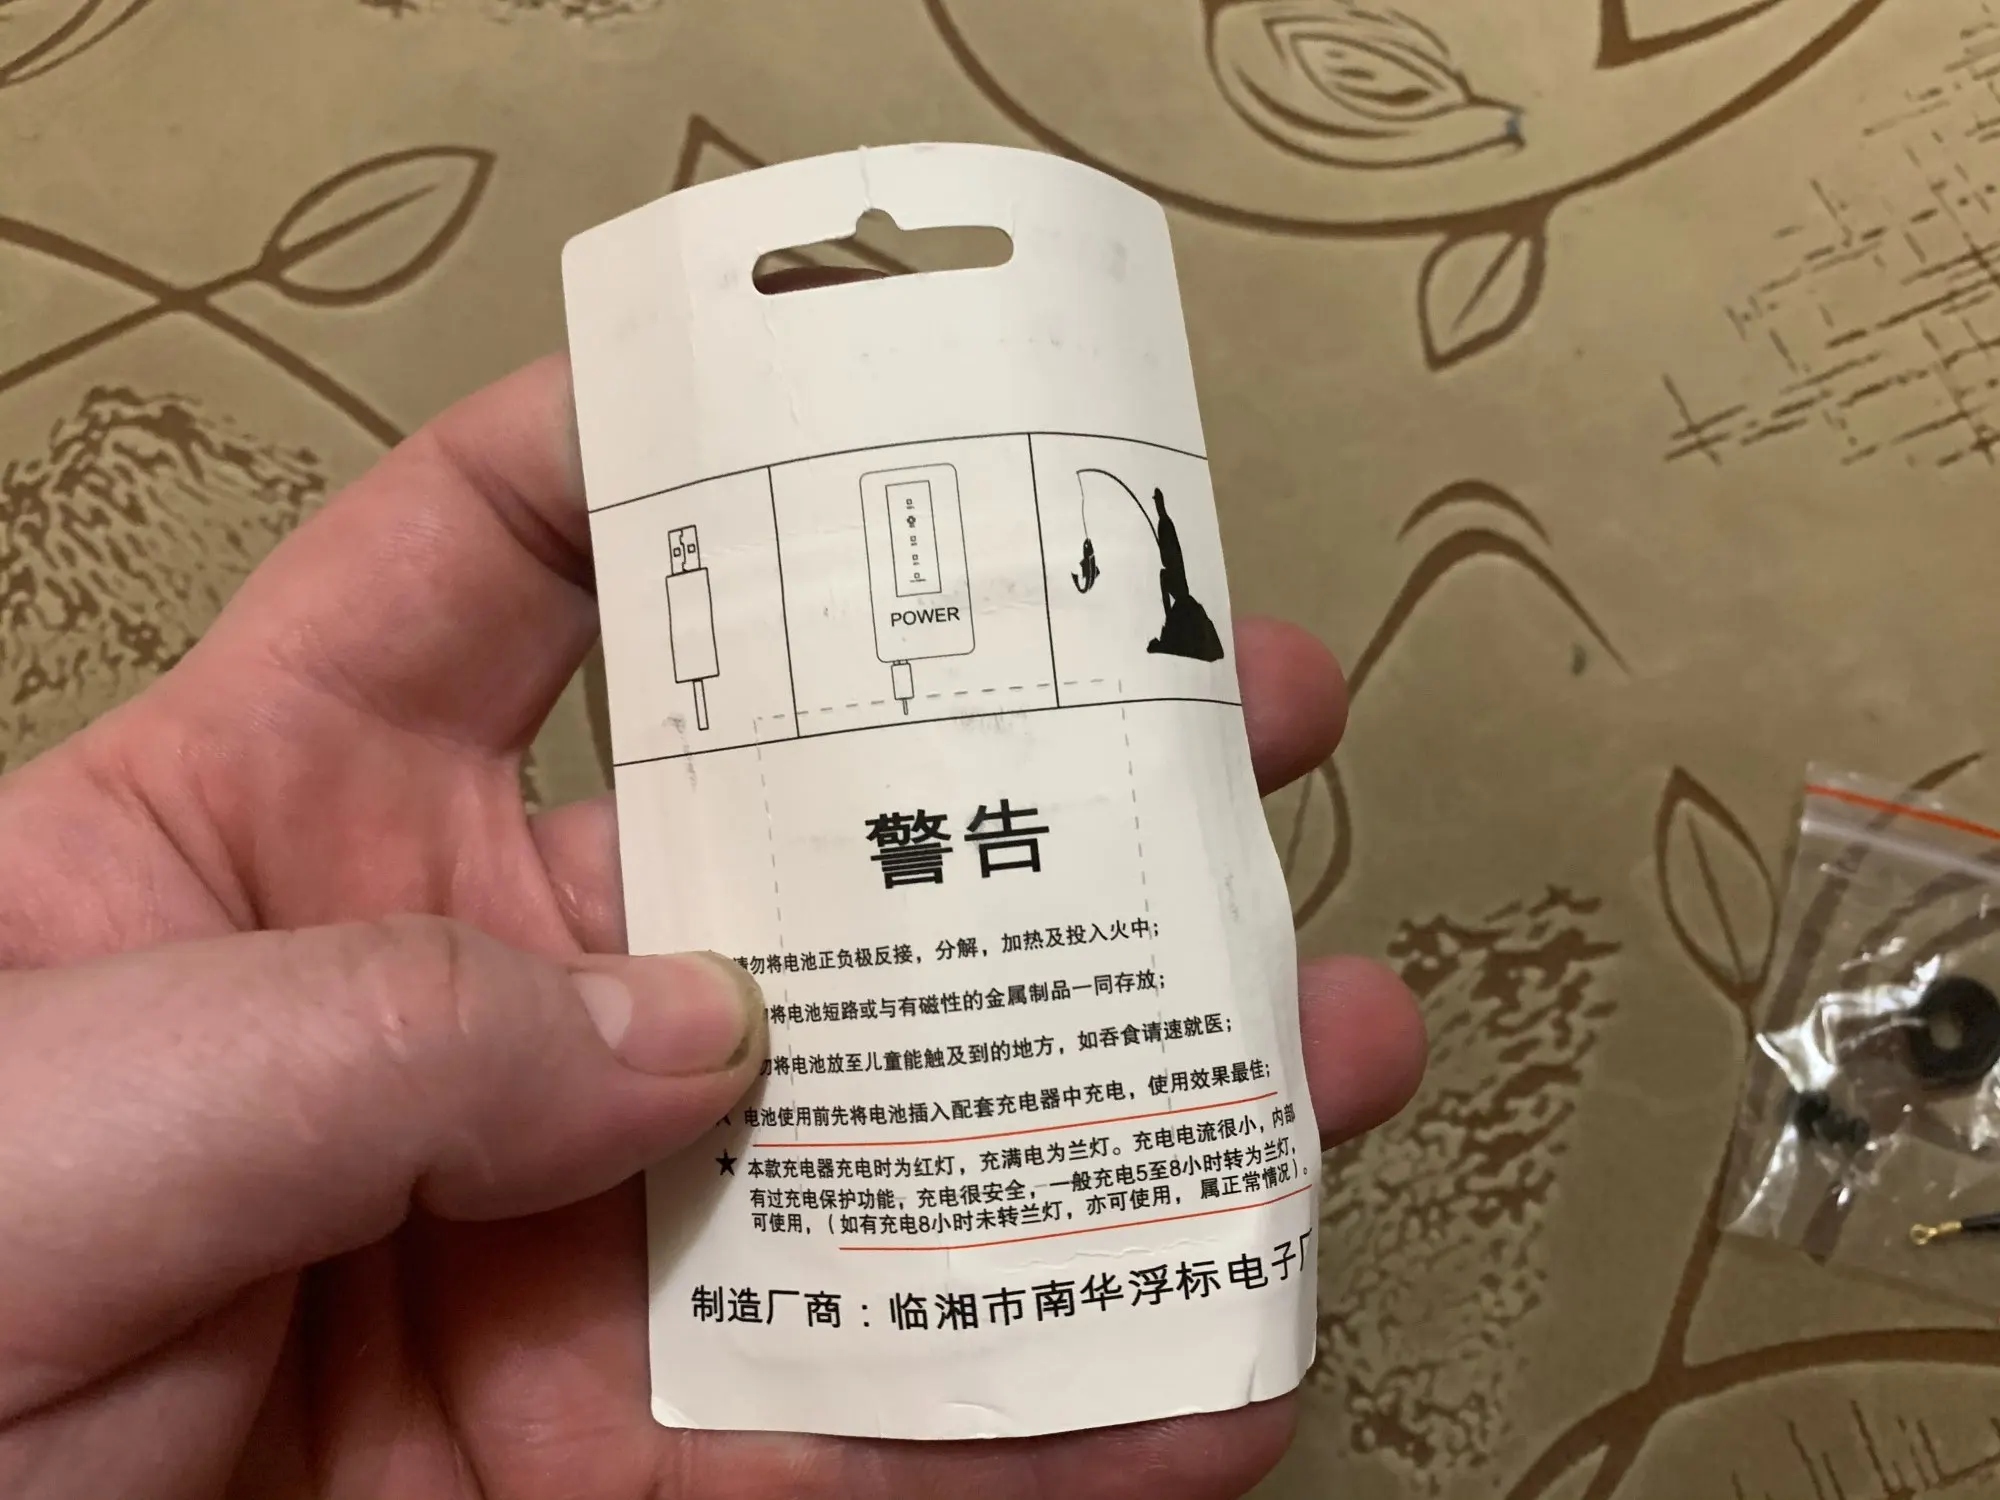 POWER
警告
请勿将电池正负极反接，分解，加热及投入火中；
勿将电池短路或与有磁性的金属制品一同存放；
勿将电池放至儿童能触及到的地方，如吞食请速就医；
★ 电池使用前先将电池插入配套充电器中充电，使用效果最佳；
★ 本款充电器充电时为红灯，充满电为兰灯。充电电流很小，内部
有过充电保护功能，充电很安全，一般充电5至8小时转为兰灯，
可使用，（如有充电8小时未转兰灯，亦可使用，属正常情况）。
制造厂商：临湘市南华浮标电子厂